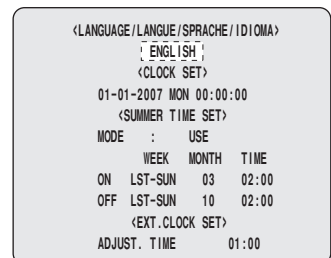 <LANGUAGE/LANGUE/SPRACHE/IDIOMA>
ENGLISH
<CLOCK SET>
01-01-2007 MON 00:00:00
<SUMMER TIME SET>
MODE : USE
WEEK MONTH TIME
ON LST-SUN 03 02:00
OFF LST-SUN 10 02:00
<EXT.CLOCK SET>
ADJUST. TIME 01:00